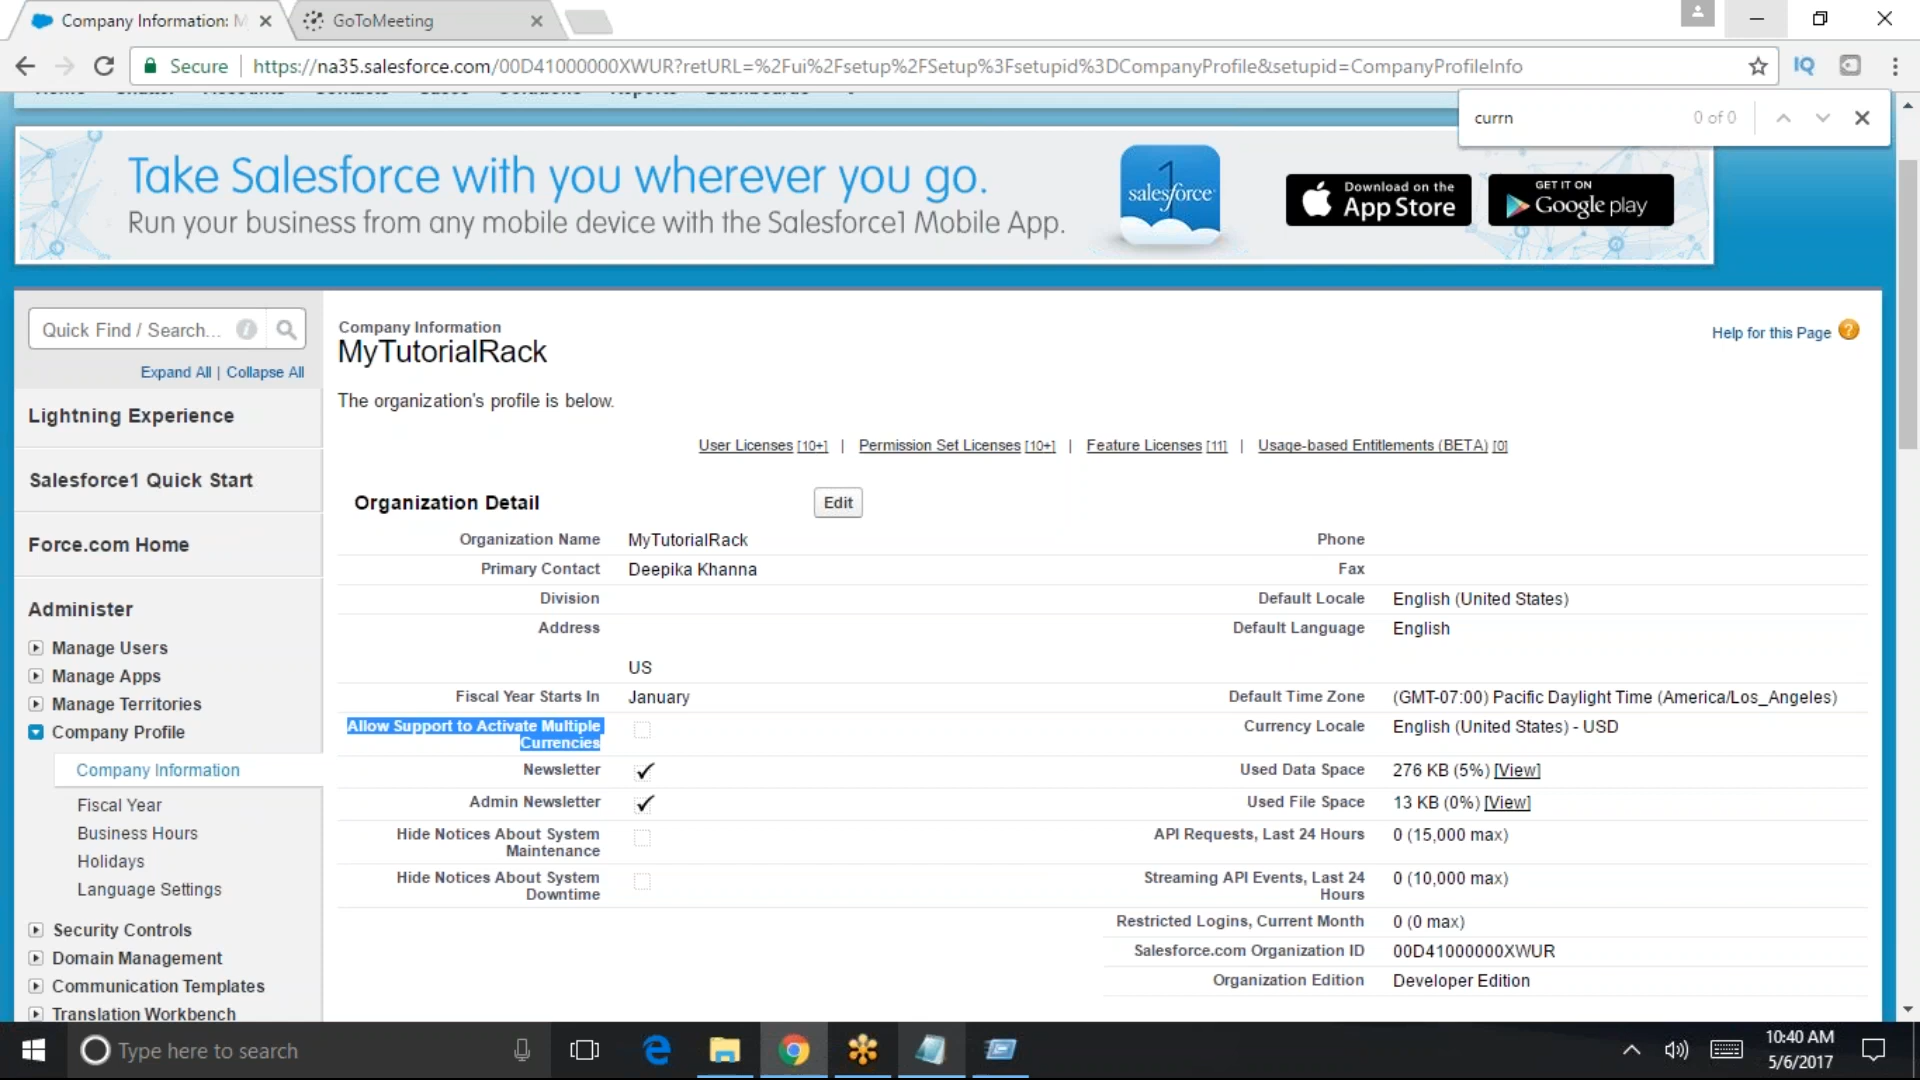 Company Information: M
GoToMeeting
Secure
https://na35.salesforce.com/00D41000000XWUR?retURL=%2Fui%2Fsetup%2FSetup%3Fsetupid%3DCompanyProfile&setupid=CompanyProfileInfo
currn 0 of 0
Take Salesforce with you wherever you go.
Run your business from any mobile device with the Salesforce1 Mobile App.
1
salesforce
Download on the
App Store
GET IT ON
Google play
Quick Find / Search...
Expand All | Collapse All
Lightning Experience
Salesforce1 Quick Start
Force.com Home
Administer
Manage Users
Manage Apps
Manage Territories
Company Profile
Company Information
Fiscal Year
Business Hours
Holidays
Language Settings
Security Controls
Domain Management
Communication Templates
Translation Workbench
Company Information
MyTutorialRack
Help for this Page
The organization's profile is below.
User Licenses [10+] | Permission Set Licenses [10+] | Feature Licenses [11] | Usage-based Entitlements (BETA) [0]
Organization Detail
Edit
Organization Name MyTutorialRack
Primary Contact Deepika Khanna
Division
Address
US
Fiscal Year Starts In January
Allow Support to Activate Multiple
Currencies
Newsletter
Admin Newsletter
Hide Notices About System
Maintenance
Hide Notices About System
Downtime
Phone
Fax
Default Locale English (United States)
Default Language English
Default Time Zone (GMT-07:00) Pacific Daylight Time (America/Los_Angeles)
Currency Locale English (United States) - USD
Used Data Space 276 KB (5%) [View]
Used File Space 13 KB (0%) [View]
API Requests, Last 24 Hours 0 (15,000 max)
Streaming API Events, Last 24
Hours 0 (10,000 max)
Restricted Logins, Current Month 0 (0 max)
Salesforce.com Organization ID 00D41000000XWUR
Organization Edition Developer Edition
Type here to search
10:40 AM
5/6/2017